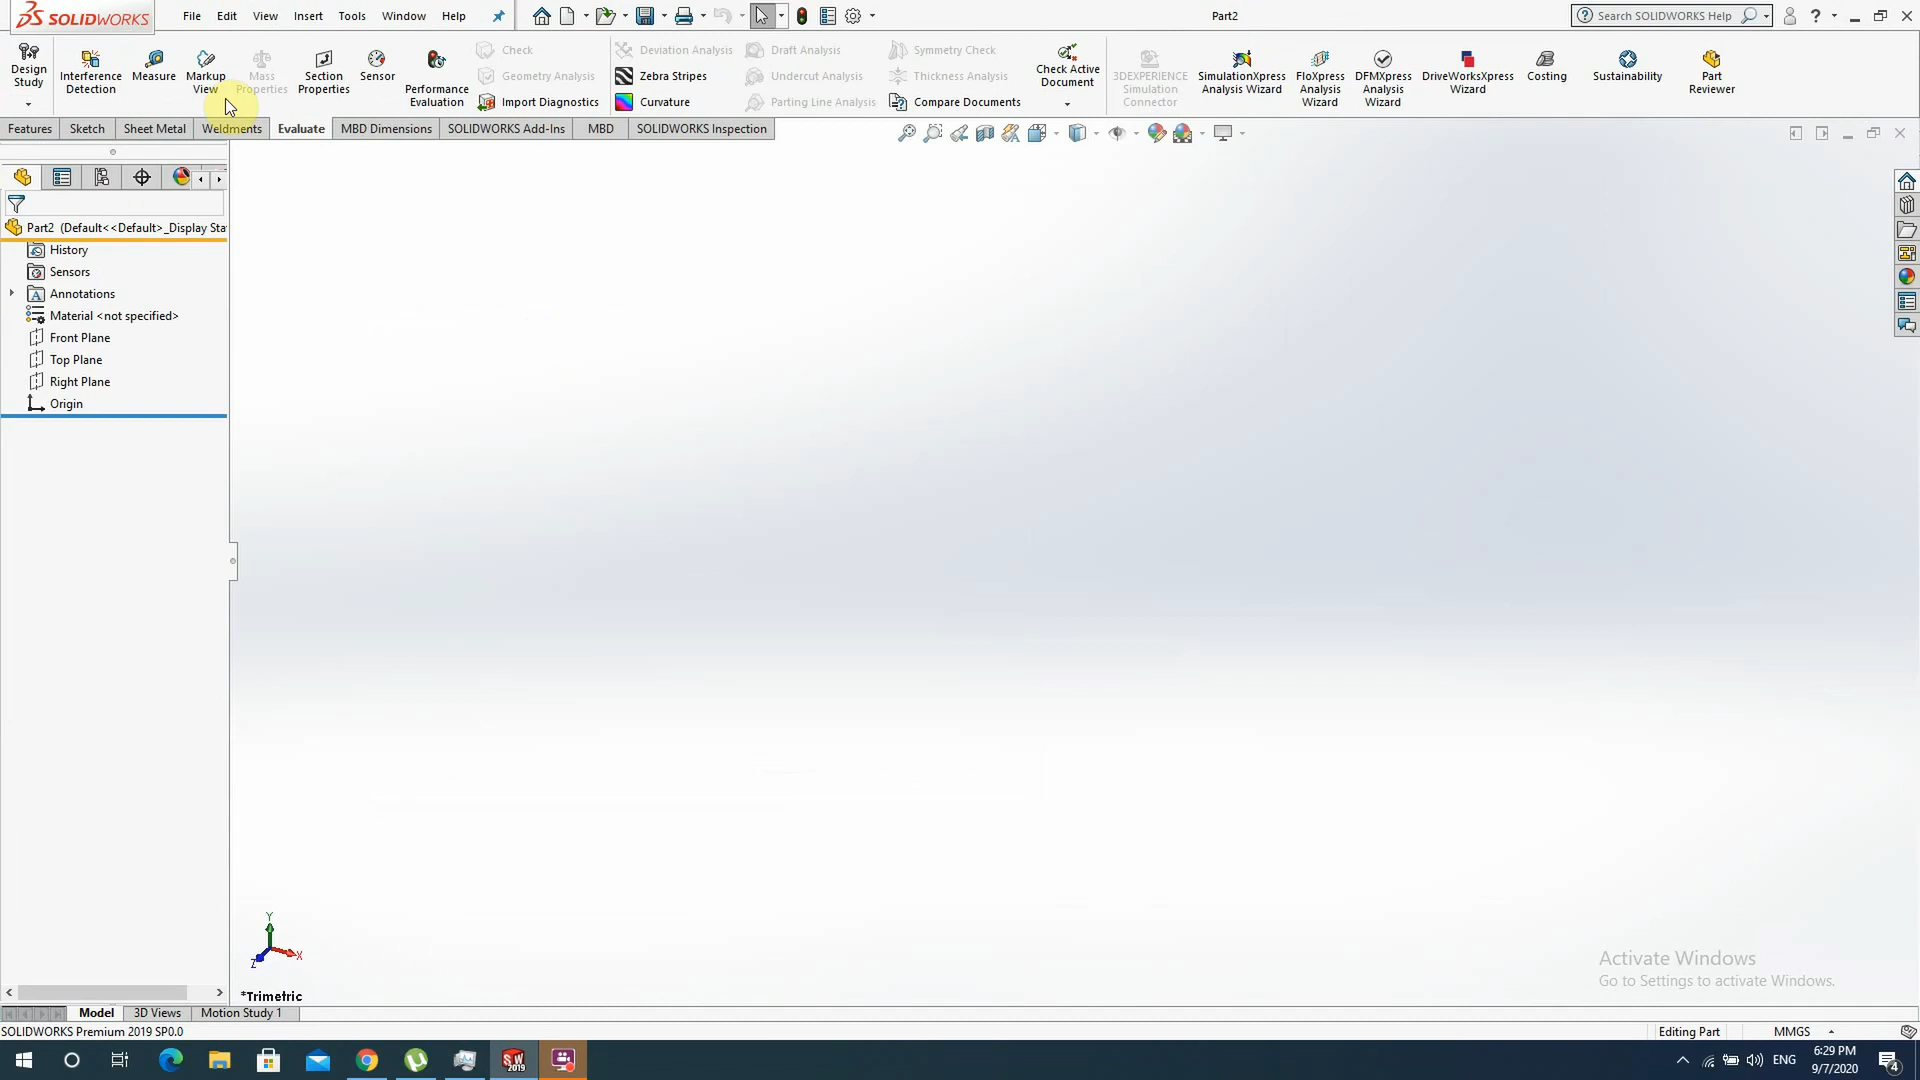 SOLIDWORKS File Edit View Insert Tools Window Help Part2 Search SOLIDWORKS Help
Design Study
Interference Detection
Measure
Markup View
Mass Properties
Section Properties
Sensor
Performance Evaluation
Check
Geometry Analysis
Import Diagnostics
Deviation Analysis
Zebra Stripes
Curvature
Draft Analysis
Undercut Analysis
Parting Line Analysis
Symmetry Check
Thickness Analysis
Compare Documents
Check Active Document
3DEXPERIENCE Simulation Connector
SimulationXpress Analysis Wizard
FloXpress Analysis Wizard
DFMXpress Analysis Wizard
DriveWorksXpress Wizard
Costing
Sustainability
Part Reviewer
Features Sketch Sheet Metal Weldments Evaluate MBD Dimensions SOLIDWORKS Add-Ins MBD SOLIDWORKS Inspection
Part2 (Default<<Default>_Display Sta
History
Sensors
Annotations
Material <not specified>
Front Plane
Top Plane
Right Plane
Origin
Y
X
Z
*Trimetric
Activate Windows
Go to Settings to activate Windows.
Model 3D Views Motion Study 1
SOLIDWORKS Premium 2019 SP0.0 Editing Part MMGS
ENG
6:29 PM
9/7/2020
4
SW
2019